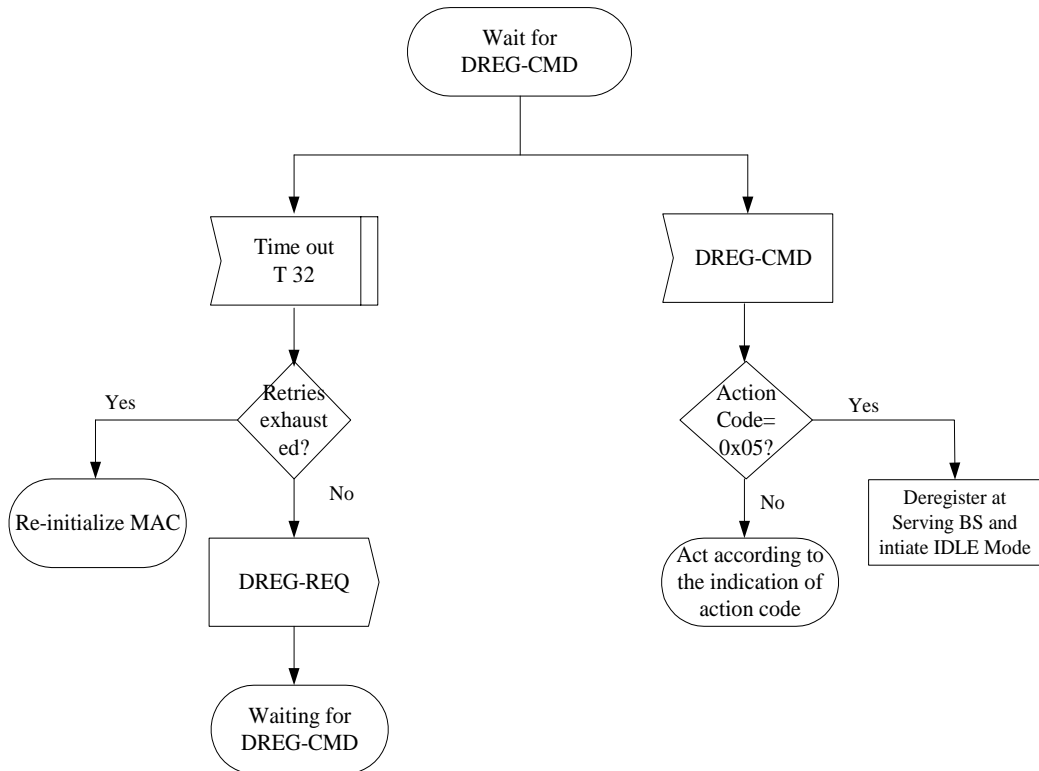 Wait for
DREG-CMD
Time out
T 32
DREG-CMD
Retries
exhaust
ed?
Yes
No
Action
Code=
0x05?
Yes
No
Re-initialize MAC
DREG-REQ
Deregister at
Serving BS and
intiate IDLE Mode
Act according to
the indication of
action code
Waiting for
DREG-CMD